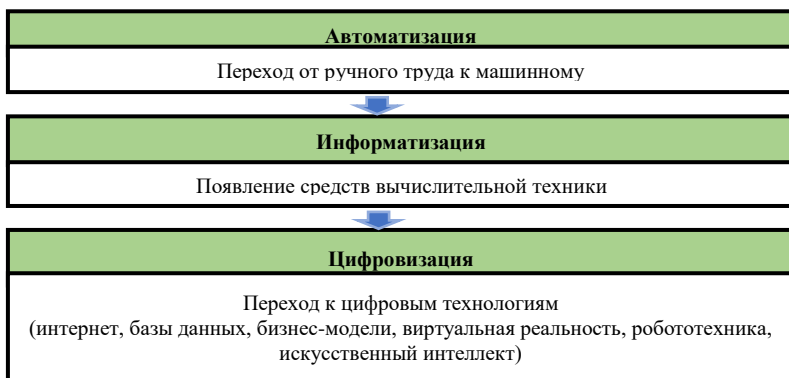 Автоматизация
Переход от ручного труда к машинному
Информатизация
Появление средств вычислительной техники
Цифровизация
Переход к цифровым технологиям
(интернет, базы данных, бизнес-модели, виртуальная реальность, робототехника,
искусственный интеллект)